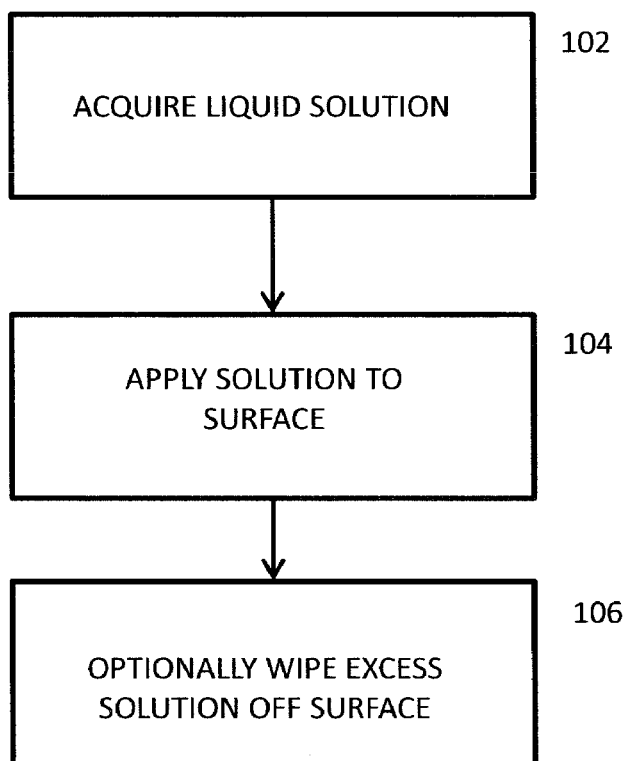 102
ACQUIRE LIQUID SOLUTION
104
APPLY SOLUTION TO
SURFACE
106
OPTIONALLY WIPE EXCESS
SOLUTION OFF SURFACE